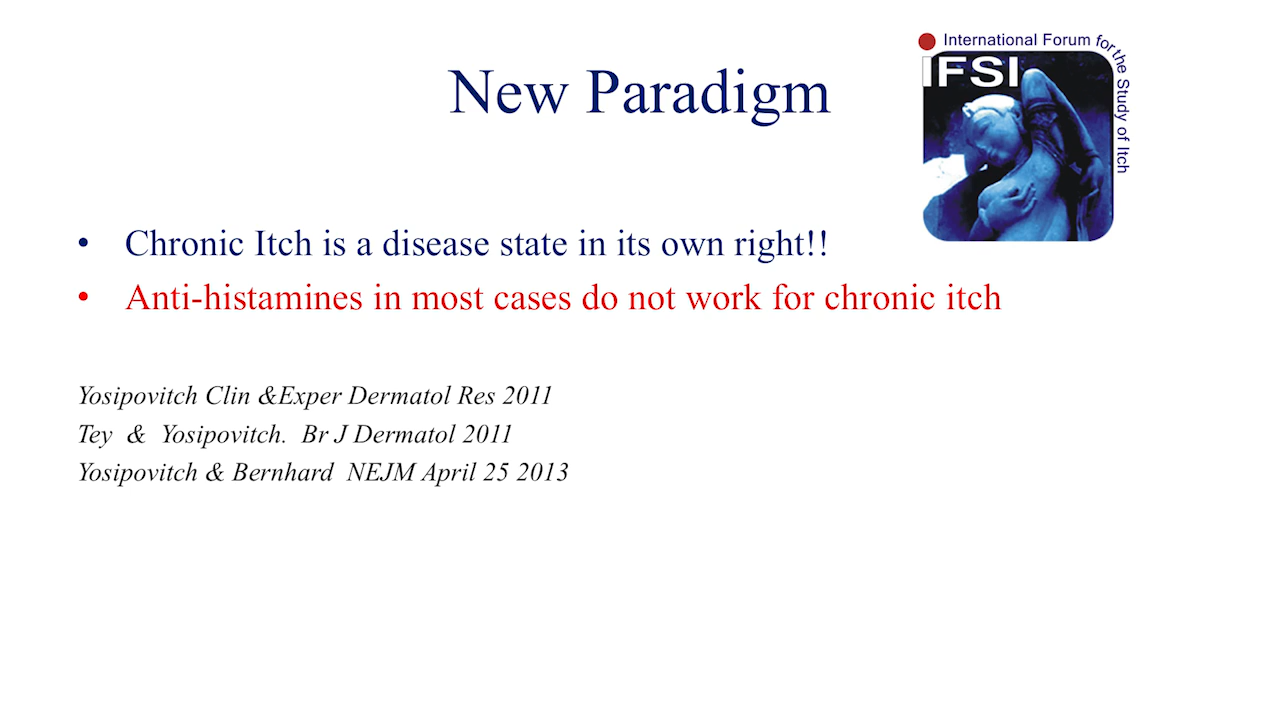 New Paradigm
International Forum for the Study of Itch
IFSI
• Chronic Itch is a disease state in its own right!!
• Anti-histamines in most cases do not work for chronic itch
Yosipovitch Clin &Exper Dermatol Res 2011
Tey & Yosipovitch. Br J Dermatol 2011
Yosipovitch & Bernhard NEJM April 25 2013